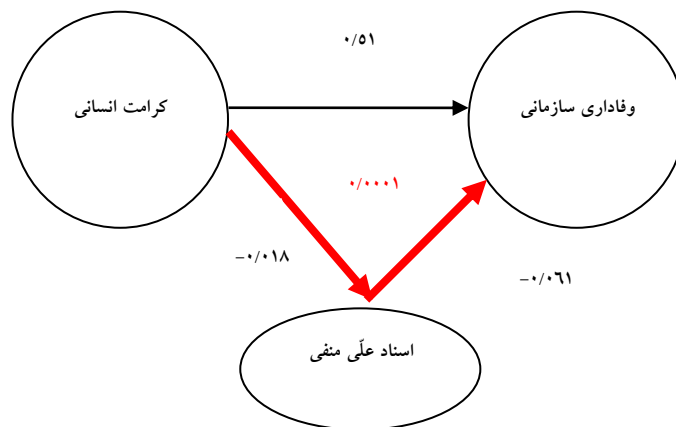 ۰/۵۱
وفاداری سازمانی
کرامت انسانی
۰/۰۰۰۱
−۰/۰۱۸
−۰/۰۶۱
اسناد علّی منفی